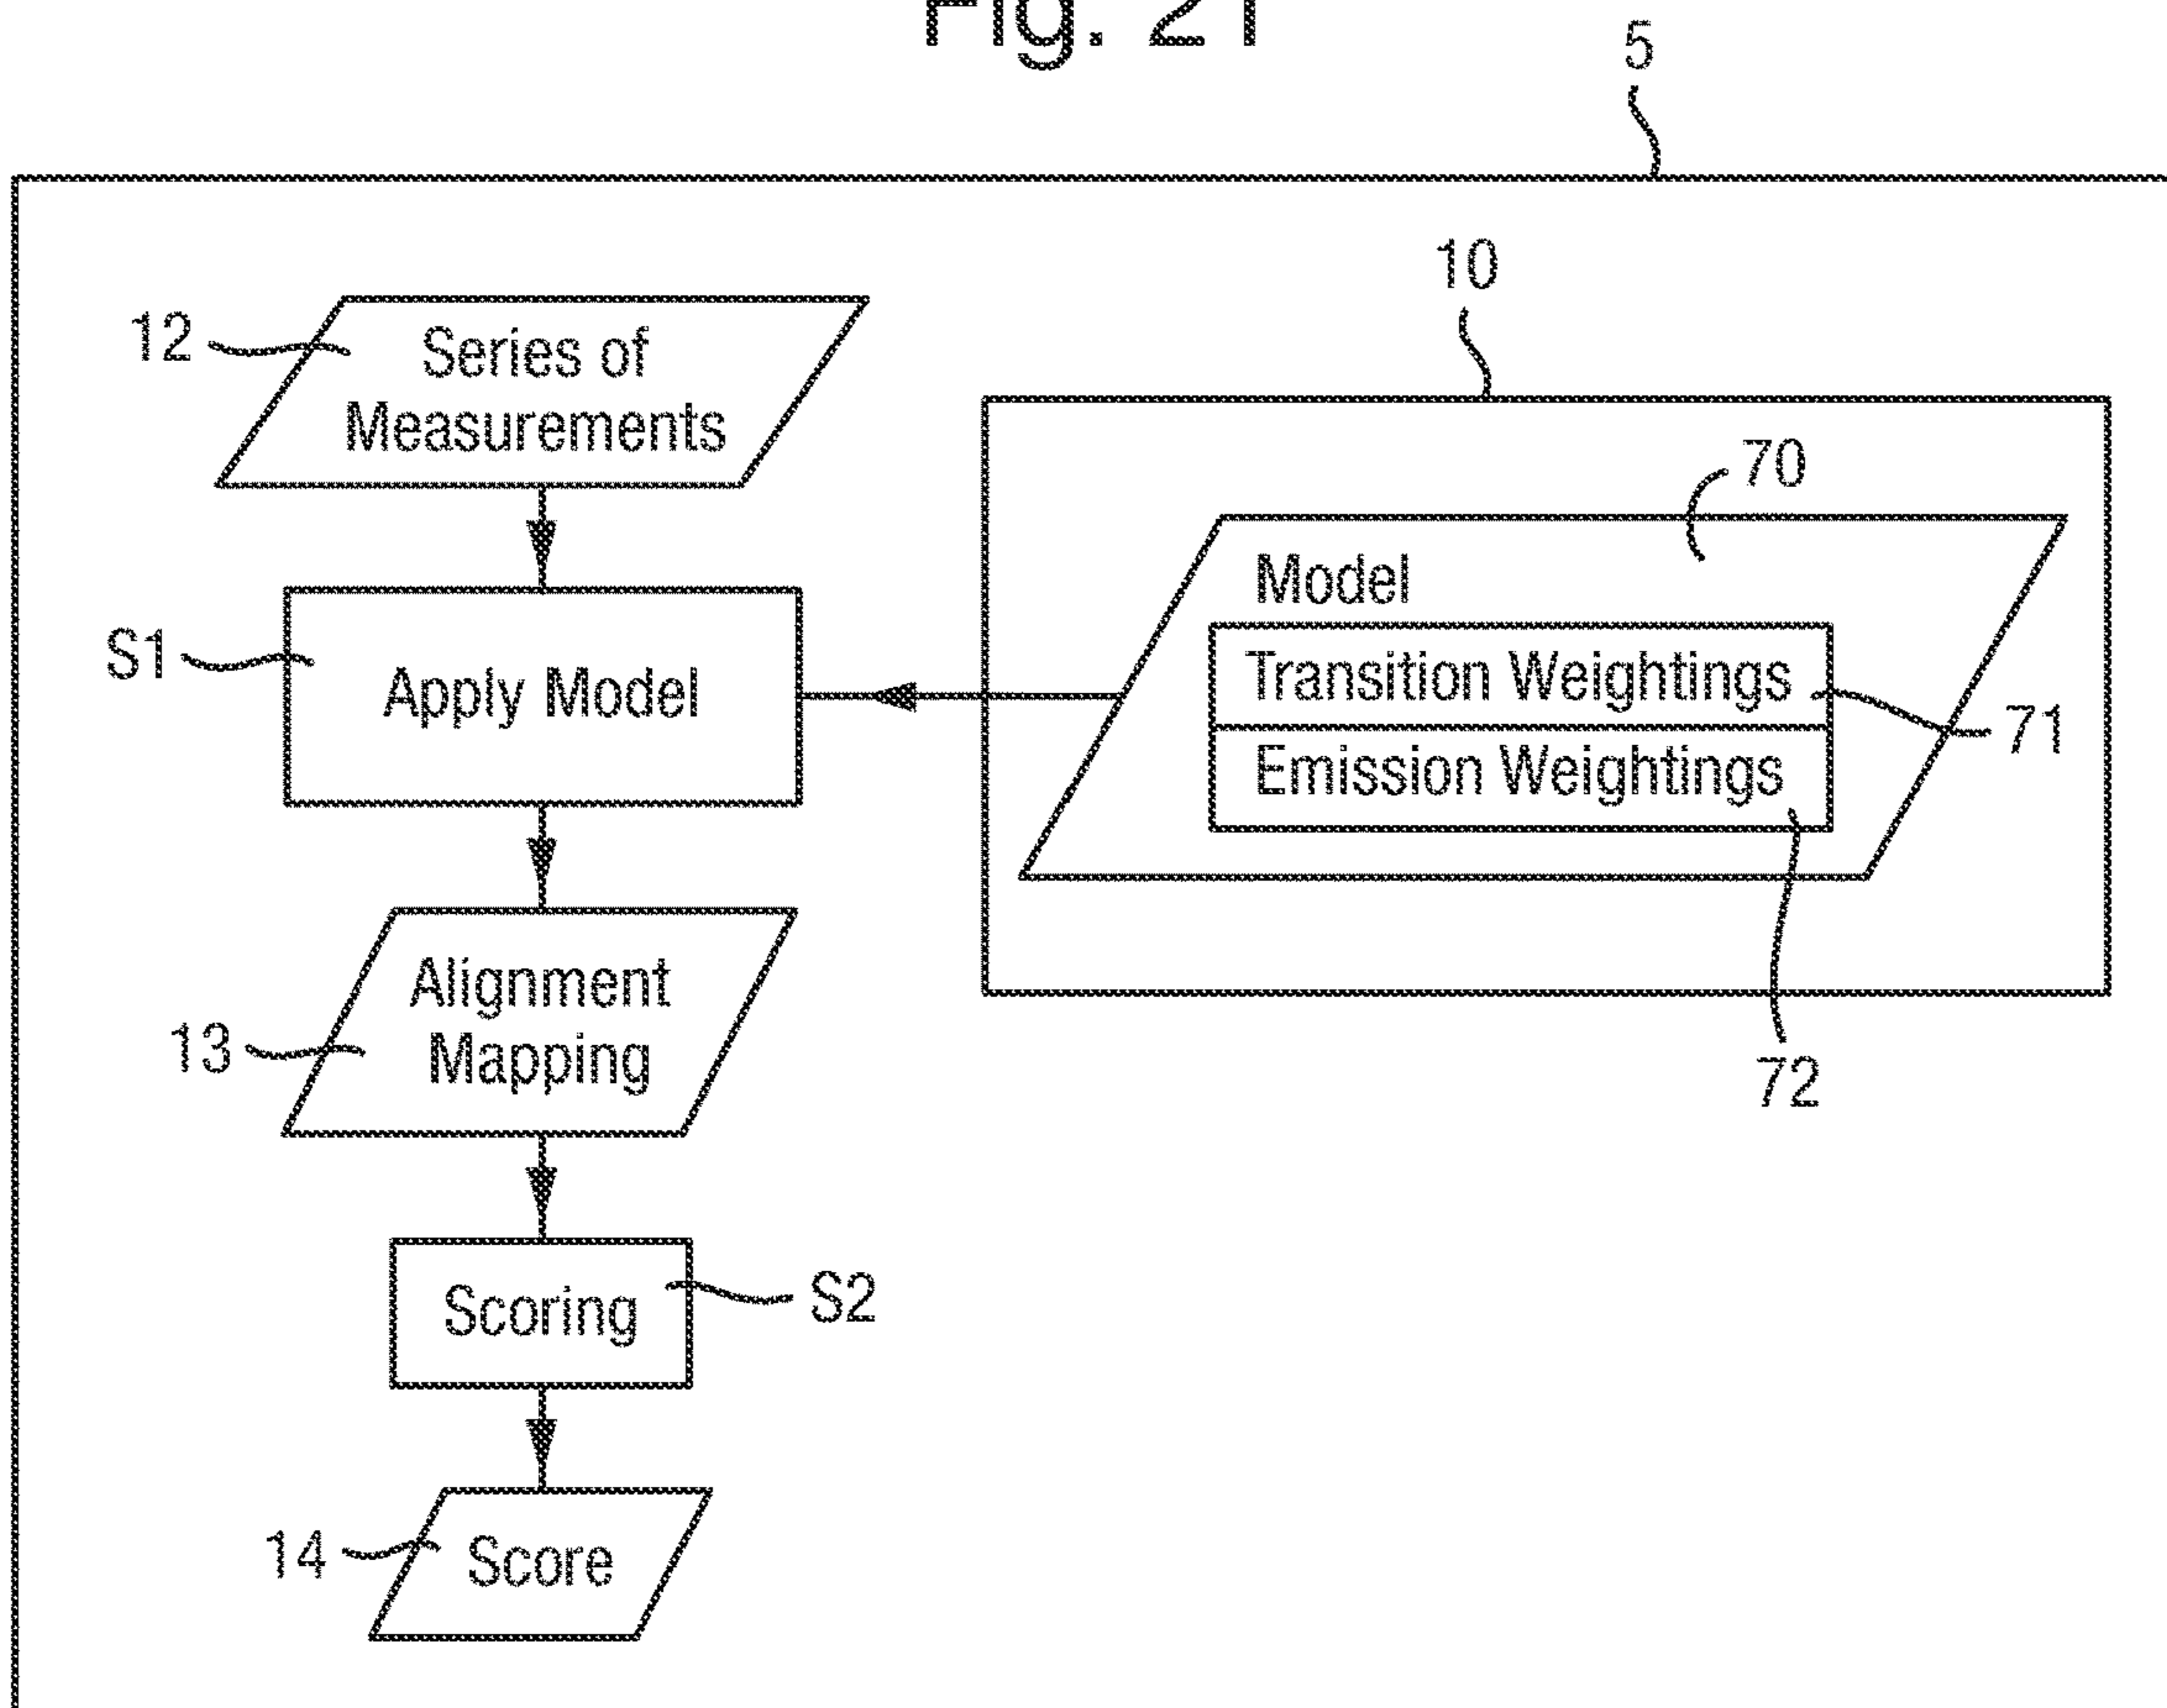 Fig. 21
5
10
12
Series of
Measurements
70
Model
S1
Apply Model
Transition Weightings
71
Emission Weightings
72
13
Alignment
Mapping
Scoring
S2
14
Score